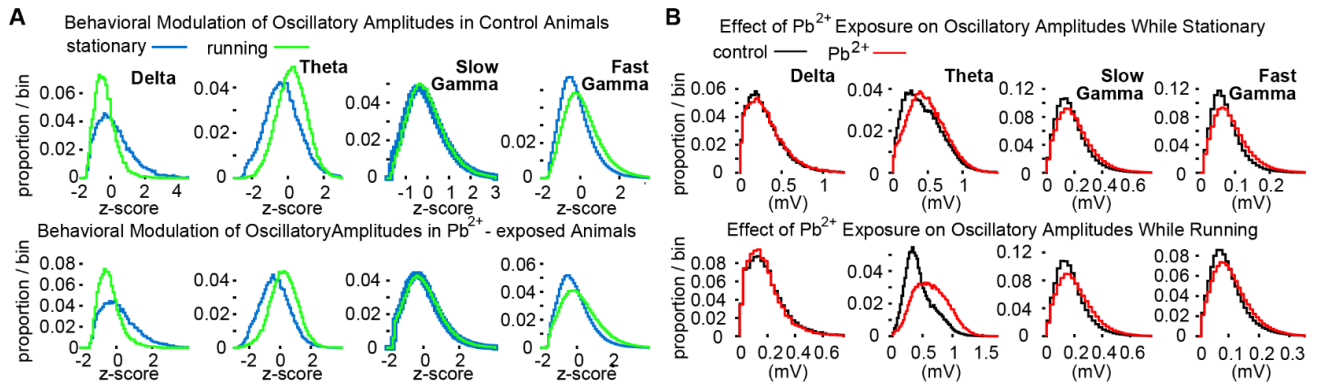 A
Behavioral Modulation of Oscillatory Amplitudes in Control Animals
stationary running
Delta Theta Slow Gamma Fast Gamma
proportion / bin
0.06 0.04 0.02 0
0.04 0.02 0
0.04 0.02 0
0.04 0.02 0
-2 0 2 4
-2 0 2
-1 0 1 2 3
0 2
z-score z-score z-score z-score
Behavioral Modulation of OscillatoryAmplitudes in Pb2+- exposed Animals
proportion / bin
0.08 0.06 0.04 0.02 0
0.04 0.02 0
0.04 0.02 0
0.06 0.04 0.02 0
-2 0 2
-2 0 2
-2 0 2
-2 0 2
z-score z-score z-score z-score
B
Effect of Pb2+ Exposure on Oscillatory Amplitudes While Stationary
control Pb2+
Delta Theta Slow Gamma Fast Gamma
proportion / bin
0.06 0.04 0.02 0
0.04 0.02 0
0.12 0.08 0.04 0
0.12 0.08 0.04 0
0 0.5 1
0 0.5 1
0 0.2 0.4 0.6
0 0.1 0.2
(mV) (mV) (mV) (mV)
Effect of Pb2+ Exposure on Oscillatory Amplitudes While Running
proportion / bin
0.08 0.06 0.04 0.02 0
0.04 0.02 0
0.12 0.08 0.04 0
0.08 0.06 0.04 0.02 0
0 0.2 0.4 0.6
0 0.5 1 1.5
0 0.2 0.4 0.6
0 0.1 0.2 0.3
(mV) (mV) (mV) (mV)